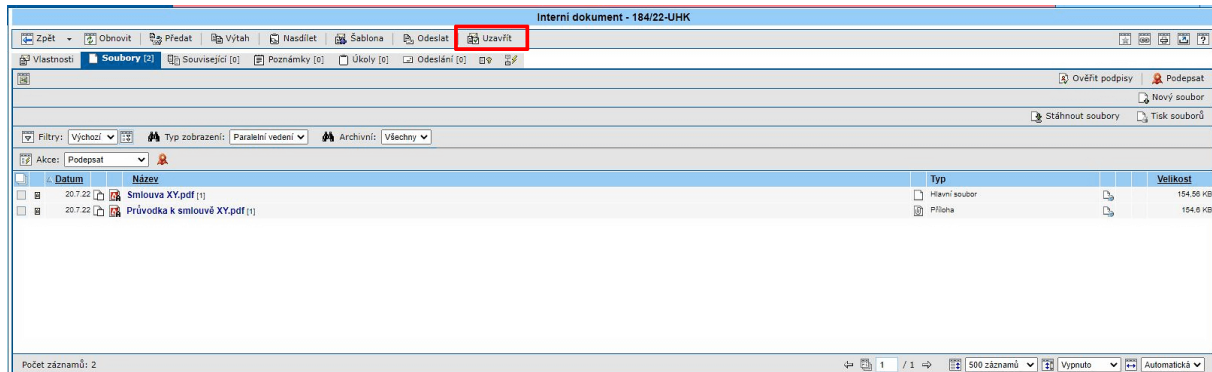 Interní dokument - 184/22-UHK
Zpět Obnovit Předat Výtah Nasdílet Šablona Odeslat Uzavřít
Vlastnosti Soubory [2] Související [0] Poznámky [0] Úkoly [0] Odeslání [0]
Ověřit podpisy Podepsat
Nový soubor
Stáhnout soubory Tisk souborů
Filtry: Výchozí Typ zobrazení: Paralelní vedení Archivní: Všechny
Akce: Podepsat
Datum Název Typ Velikost
20.7.22 Smlouva XY.pdf [1] Hlavní soubor 154,56 KB
20.7.22 Průvodka k smlouvě XY.pdf [1] Příloha 154,6 KB
Počet záznamů: 2 1 / 1 500 záznamů Vypnuto Automatická